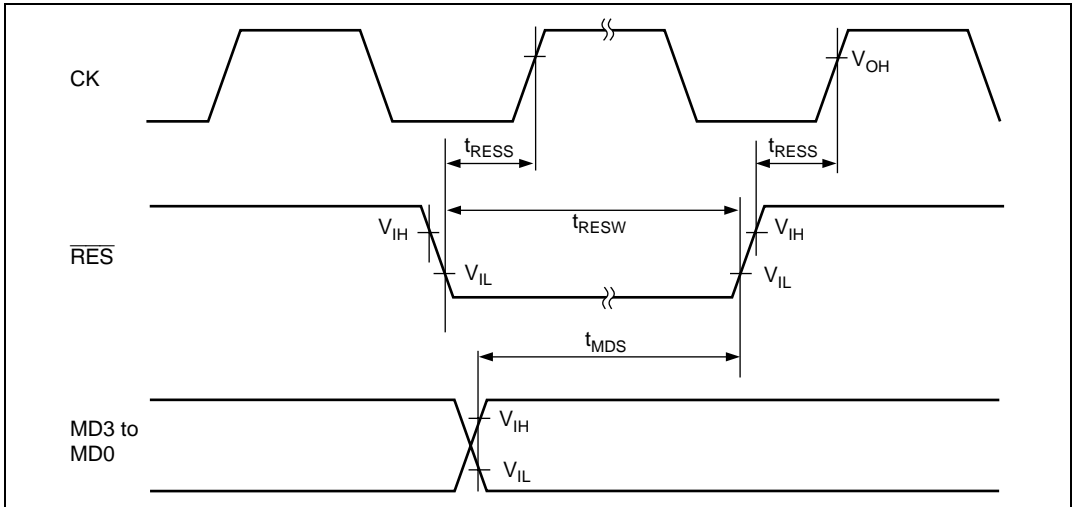 CK
V_OH
t_RESS
t_RESS
RES
V_IH
t_RESW
V_IH
V_IL
V_IL
t_MDS
MD3 to
MD0
V_IH
V_IL